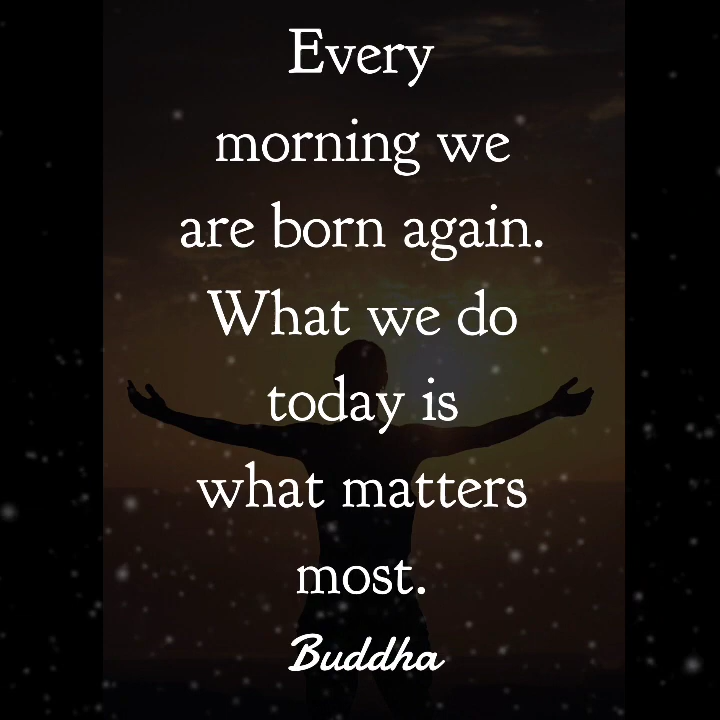 Every
morning we
are born again.
What we do
today is
what matters
most.
Buddha